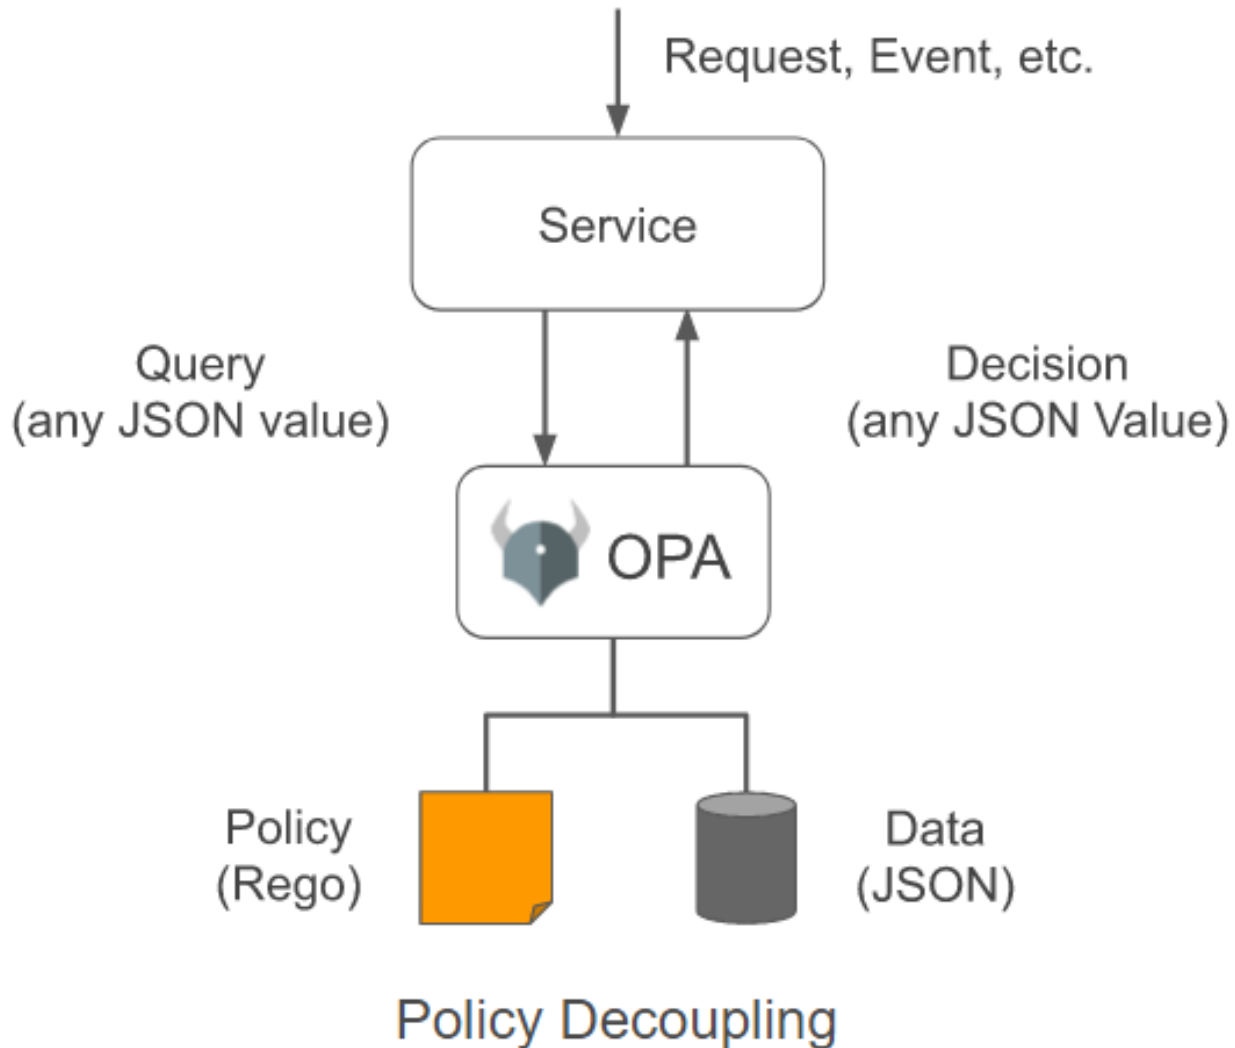 Request, Event, etc.
Service
Query
(any JSON value)
Decision
(any JSON Value)
OPA
Policy
(Rego)
Data
(JSON)
Policy Decoupling